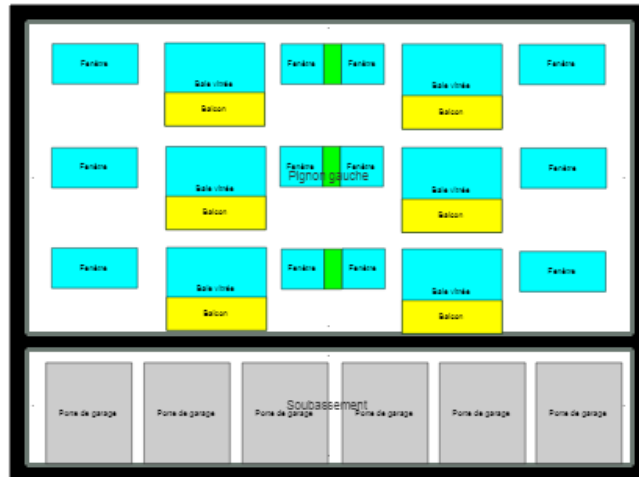 Fenêtre Baie vitrée Fenêtre Fenêtre Baie vitrée Fenêtre
Balcon Balcon
Fenêtre Baie vitrée Fenêtre Fenêtre Baie vitrée Fenêtre
Pignon gauche
Balcon Balcon
Fenêtre Baie vitrée Fenêtre Fenêtre Baie vitrée Fenêtre
Balcon Balcon
Soubassement
Porte de garage Porte de garage Porte de garage Porte de garage Porte de garage Porte de garage